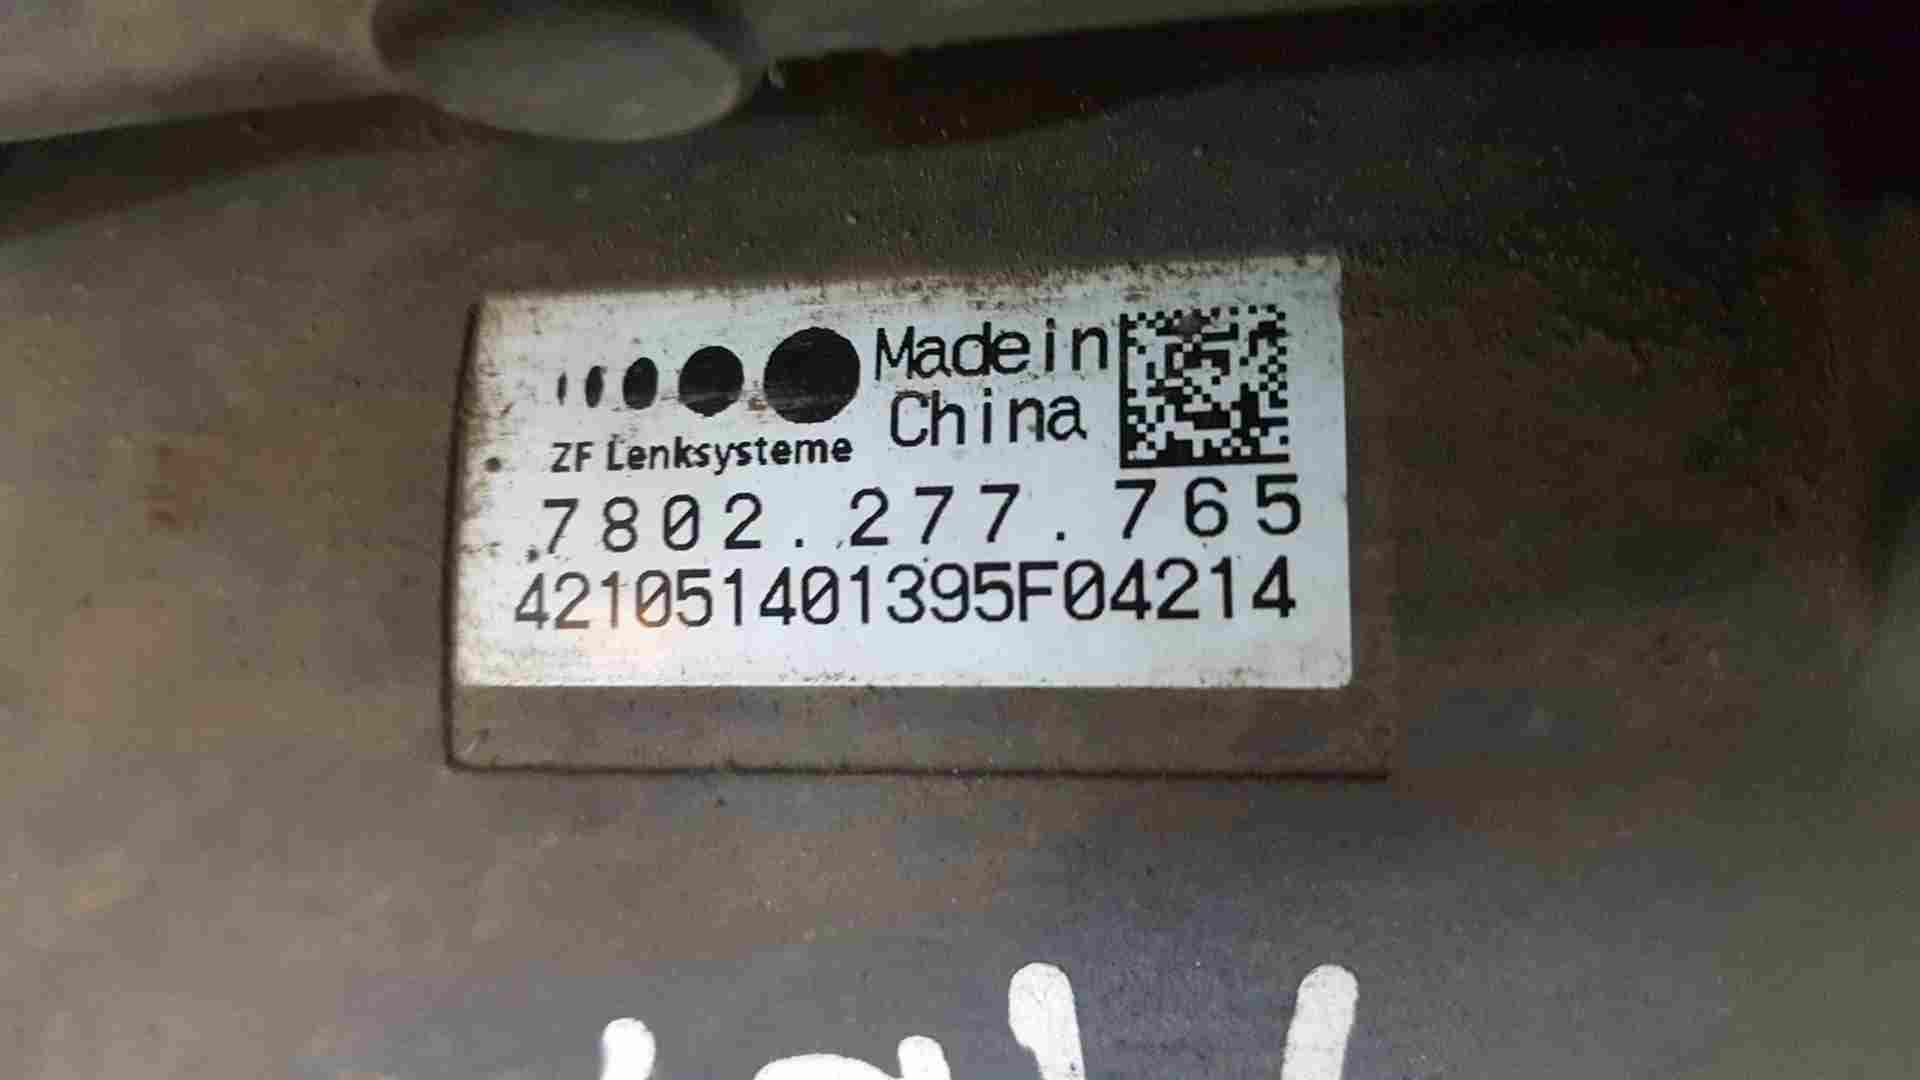 Made in
China
ZF Lenksysteme
7802.277.765
421051401395F04214